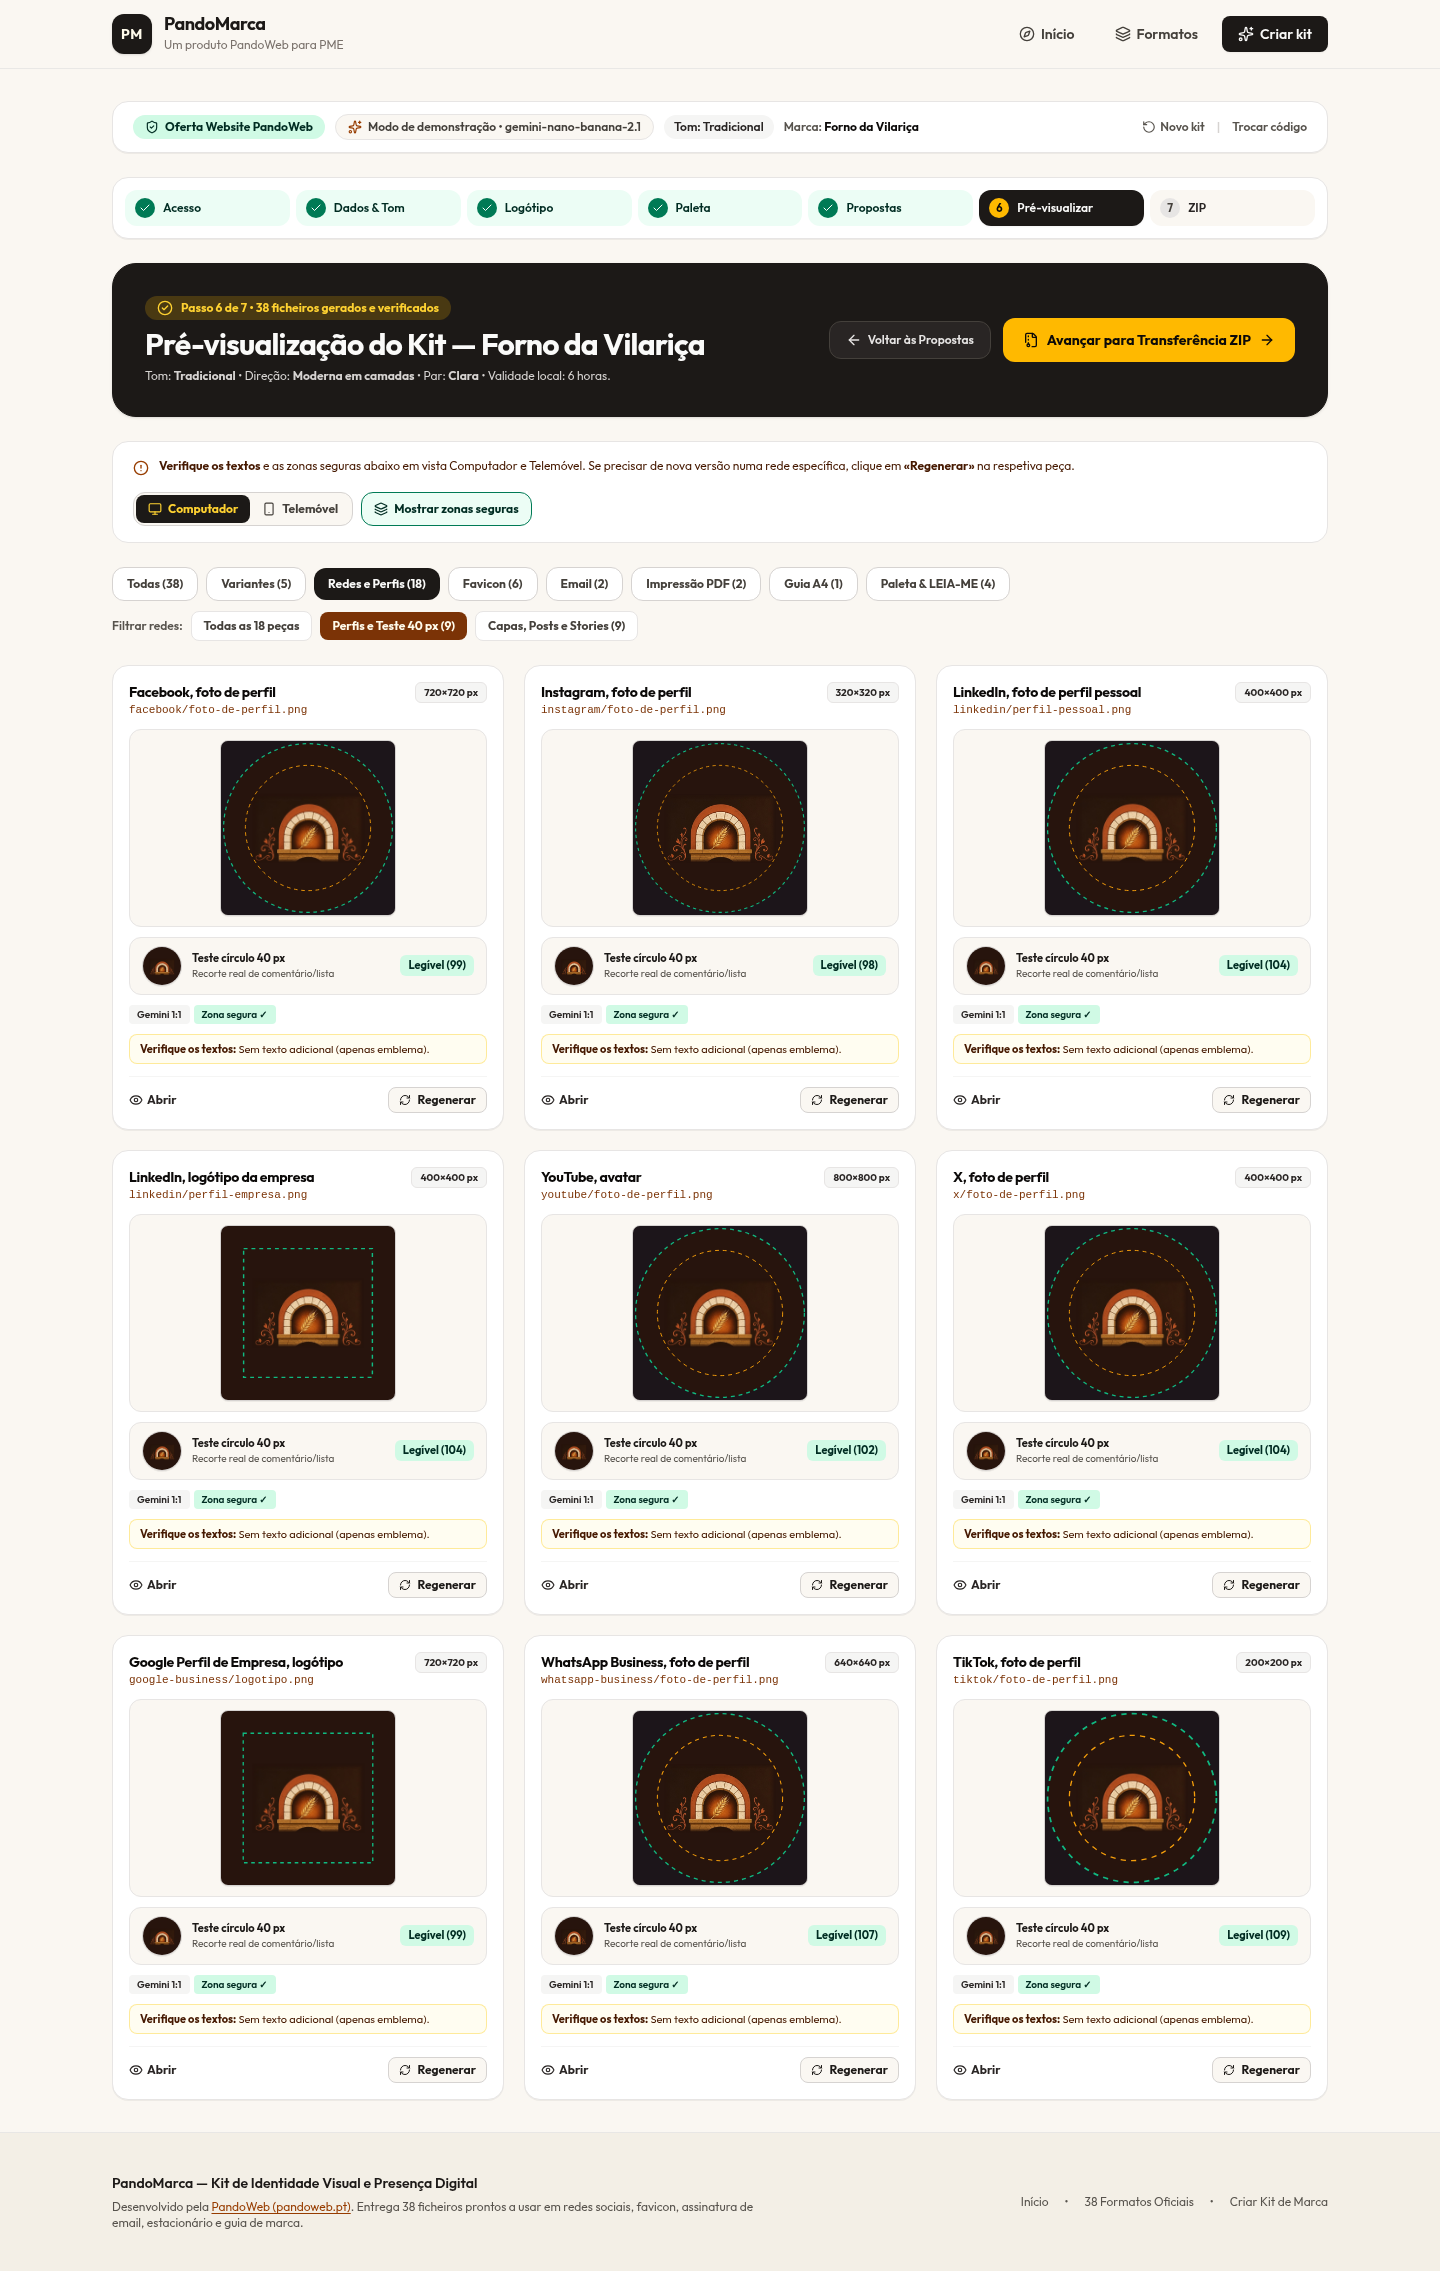 PM
PandoMarca
Um produto PandoWeb para PME
Início
Formatos
Criar kit
Oferta Website PandoWeb
Modo de demonstração • gemini-nano-banana-2.1
Tom: Tradicional
Marca: Forno da Vilariça
Novo kit | Trocar código
Acesso
Dados & Tom
Logótipo
Paleta
Propostas
6 Pré-visualizar
7 ZIP
Passo 6 de 7 • 38 ficheiros gerados e verificados
Pré-visualização do Kit — Forno da Vilariça
Tom: Tradicional • Direção: Moderna em camadas • Par: Clara • Validade local: 6 horas.
Voltar às Propostas
Avançar para Transferência ZIP
Verifique os textos e as zonas seguras abaixo em vista Computador e Telemóvel. Se precisar de nova versão numa rede específica, clique em «Regenerar» na respetiva peça.
Computador
Telemóvel
Mostrar zonas seguras
Todas (38)
Variantes (5)
Redes e Perfis (18)
Favicon (6)
Email (2)
Impressão PDF (2)
Guia A4 (1)
Paleta & LEIA-ME (4)
Filtrar redes:
Todas as 18 peças
Perfis e Teste 40 px (9)
Capas, Posts e Stories (9)
Facebook, foto de perfil
720×720 px
facebook/foto-de-perfil.png
Teste círculo 40 px
Recorte real de comentário/lista
Legível (99)
Gemini 1:1
Zona segura ✓
Verifique os textos: Sem texto adicional (apenas emblema).
Abrir
Regenerar
Instagram, foto de perfil
320×320 px
instagram/foto-de-perfil.png
Teste círculo 40 px
Recorte real de comentário/lista
Legível (98)
Gemini 1:1
Zona segura ✓
Verifique os textos: Sem texto adicional (apenas emblema).
Abrir
Regenerar
LinkedIn, foto de perfil pessoal
400×400 px
linkedin/perfil-pessoal.png
Teste círculo 40 px
Recorte real de comentário/lista
Legível (104)
Gemini 1:1
Zona segura ✓
Verifique os textos: Sem texto adicional (apenas emblema).
Abrir
Regenerar
LinkedIn, logótipo da empresa
400×400 px
linkedin/perfil-empresa.png
Teste círculo 40 px
Recorte real de comentário/lista
Legível (104)
Gemini 1:1
Zona segura ✓
Verifique os textos: Sem texto adicional (apenas emblema).
Abrir
Regenerar
YouTube, avatar
800×800 px
youtube/foto-de-perfil.png
Teste círculo 40 px
Recorte real de comentário/lista
Legível (102)
Gemini 1:1
Zona segura ✓
Verifique os textos: Sem texto adicional (apenas emblema).
Abrir
Regenerar
X, foto de perfil
400×400 px
x/foto-de-perfil.png
Teste círculo 40 px
Recorte real de comentário/lista
Legível (104)
Gemini 1:1
Zona segura ✓
Verifique os textos: Sem texto adicional (apenas emblema).
Abrir
Regenerar
Google Perfil de Empresa, logótipo
720×720 px
google-business/logotipo.png
Teste círculo 40 px
Recorte real de comentário/lista
Legível (99)
Gemini 1:1
Zona segura ✓
Verifique os textos: Sem texto adicional (apenas emblema).
Abrir
Regenerar
WhatsApp Business, foto de perfil
640×640 px
whatsapp-business/foto-de-perfil.png
Teste círculo 40 px
Recorte real de comentário/lista
Legível (107)
Gemini 1:1
Zona segura ✓
Verifique os textos: Sem texto adicional (apenas emblema).
Abrir
Regenerar
TikTok, foto de perfil
200×200 px
tiktok/foto-de-perfil.png
Teste círculo 40 px
Recorte real de comentário/lista
Legível (109)
Gemini 1:1
Zona segura ✓
Verifique os textos: Sem texto adicional (apenas emblema).
Abrir
Regenerar
PandoMarca — Kit de Identidade Visual e Presença Digital
Desenvolvido pela PandoWeb (pandoweb.pt). Entrega 38 ficheiros prontos a usar em redes sociais, favicon, assinatura de
email, estacionário e guia de marca.
Início • 38 Formatos Oficiais • Criar Kit de Marca